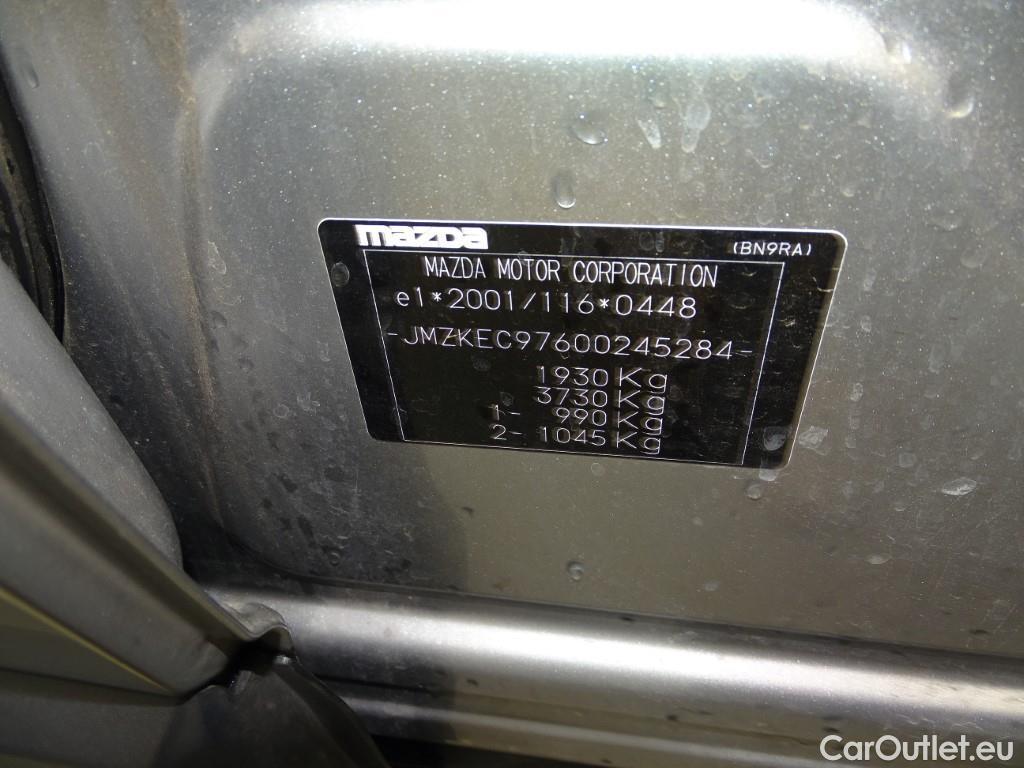 mazda (BN9RA)
MAZDA MOTOR CORPORATION
e1*2001/116*0448
-JMZKEC97600245284-
1930 Kg
3730 Kg
1- 990 Kg
2- 1045 Kg
CarOutlet.eu